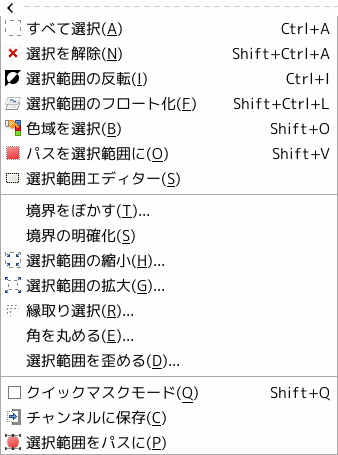 すべて選択(A) Ctrl+A
選択を解除(N) Shift+Ctrl+A
選択範囲の反転(I) Ctrl+I
選択範囲のフロート化(F) Shift+Ctrl+L
色域を選択(B) Shift+O
パスを選択範囲に(O) Shift+V
選択範囲エディター(S)
境界をぼかす(T)...
境界の明確化(S)
選択範囲の縮小(H)...
選択範囲の拡大(G)...
縁取り選択(R)...
角を丸める(E)...
選択範囲を歪める(D)...
クイックマスクモード(Q) Shift+Q
チャンネルに保存(C)
選択範囲をパスに(P)